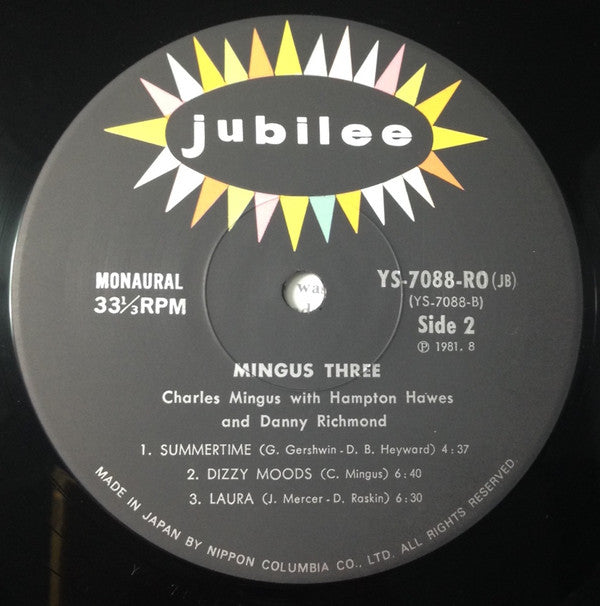 jubilee
MONAURAL
33⅓RPM
YS-7088-RO(JB)
(YS-7088-B)
Side 2
Ⓟ 1981. 8
wa
d
MINGUS THREE
Charles Mingus with Hampton Hawes
and Danny Richmond
1. SUMMERTIME (G. Gershwin - D. B. Heyward) 4:37
2. DIZZY MOODS (C. Mingus) 6:40
3. LAURA (J. Mercer - D. Raskin) 6:30
MADE IN JAPAN BY NIPPON COLUMBIA CO., LTD. ALL RIGHTS RESERVED.